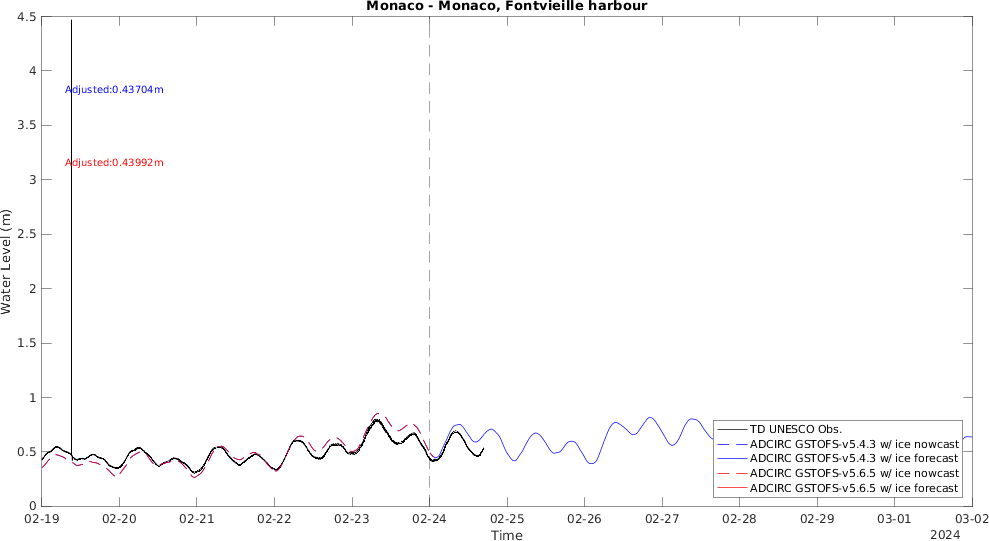 Monaco - Monaco, Fontvieille harbour
Water Level (m)
4.5
4
3.5
3
2.5
2
1.5
1
0.5
0
Adjusted:0.43704m
Adjusted:0.43992m
TD UNESCO Obs.
ADCIRC GSTOFS-v5.4.3 w/ ice nowcast
ADCIRC GSTOFS-v5.4.3 w/ ice forecast
ADCIRC GSTOFS-v5.6.5 w/ ice nowcast
ADCIRC GSTOFS-v5.6.5 w/ ice forecast
02-19 02-20 02-21 02-22 02-23 02-24 02-25 02-26 02-27 02-28 02-29 03-01 03-02
Time
2024